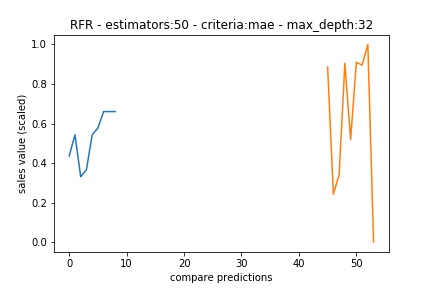 RFR - estimators:50 - criteria:mae - max_depth:32
sales value (scaled)
1.0
0.8
0.6
0.4
0.2
0.0
0 10 20 30 40 50
compare predictions